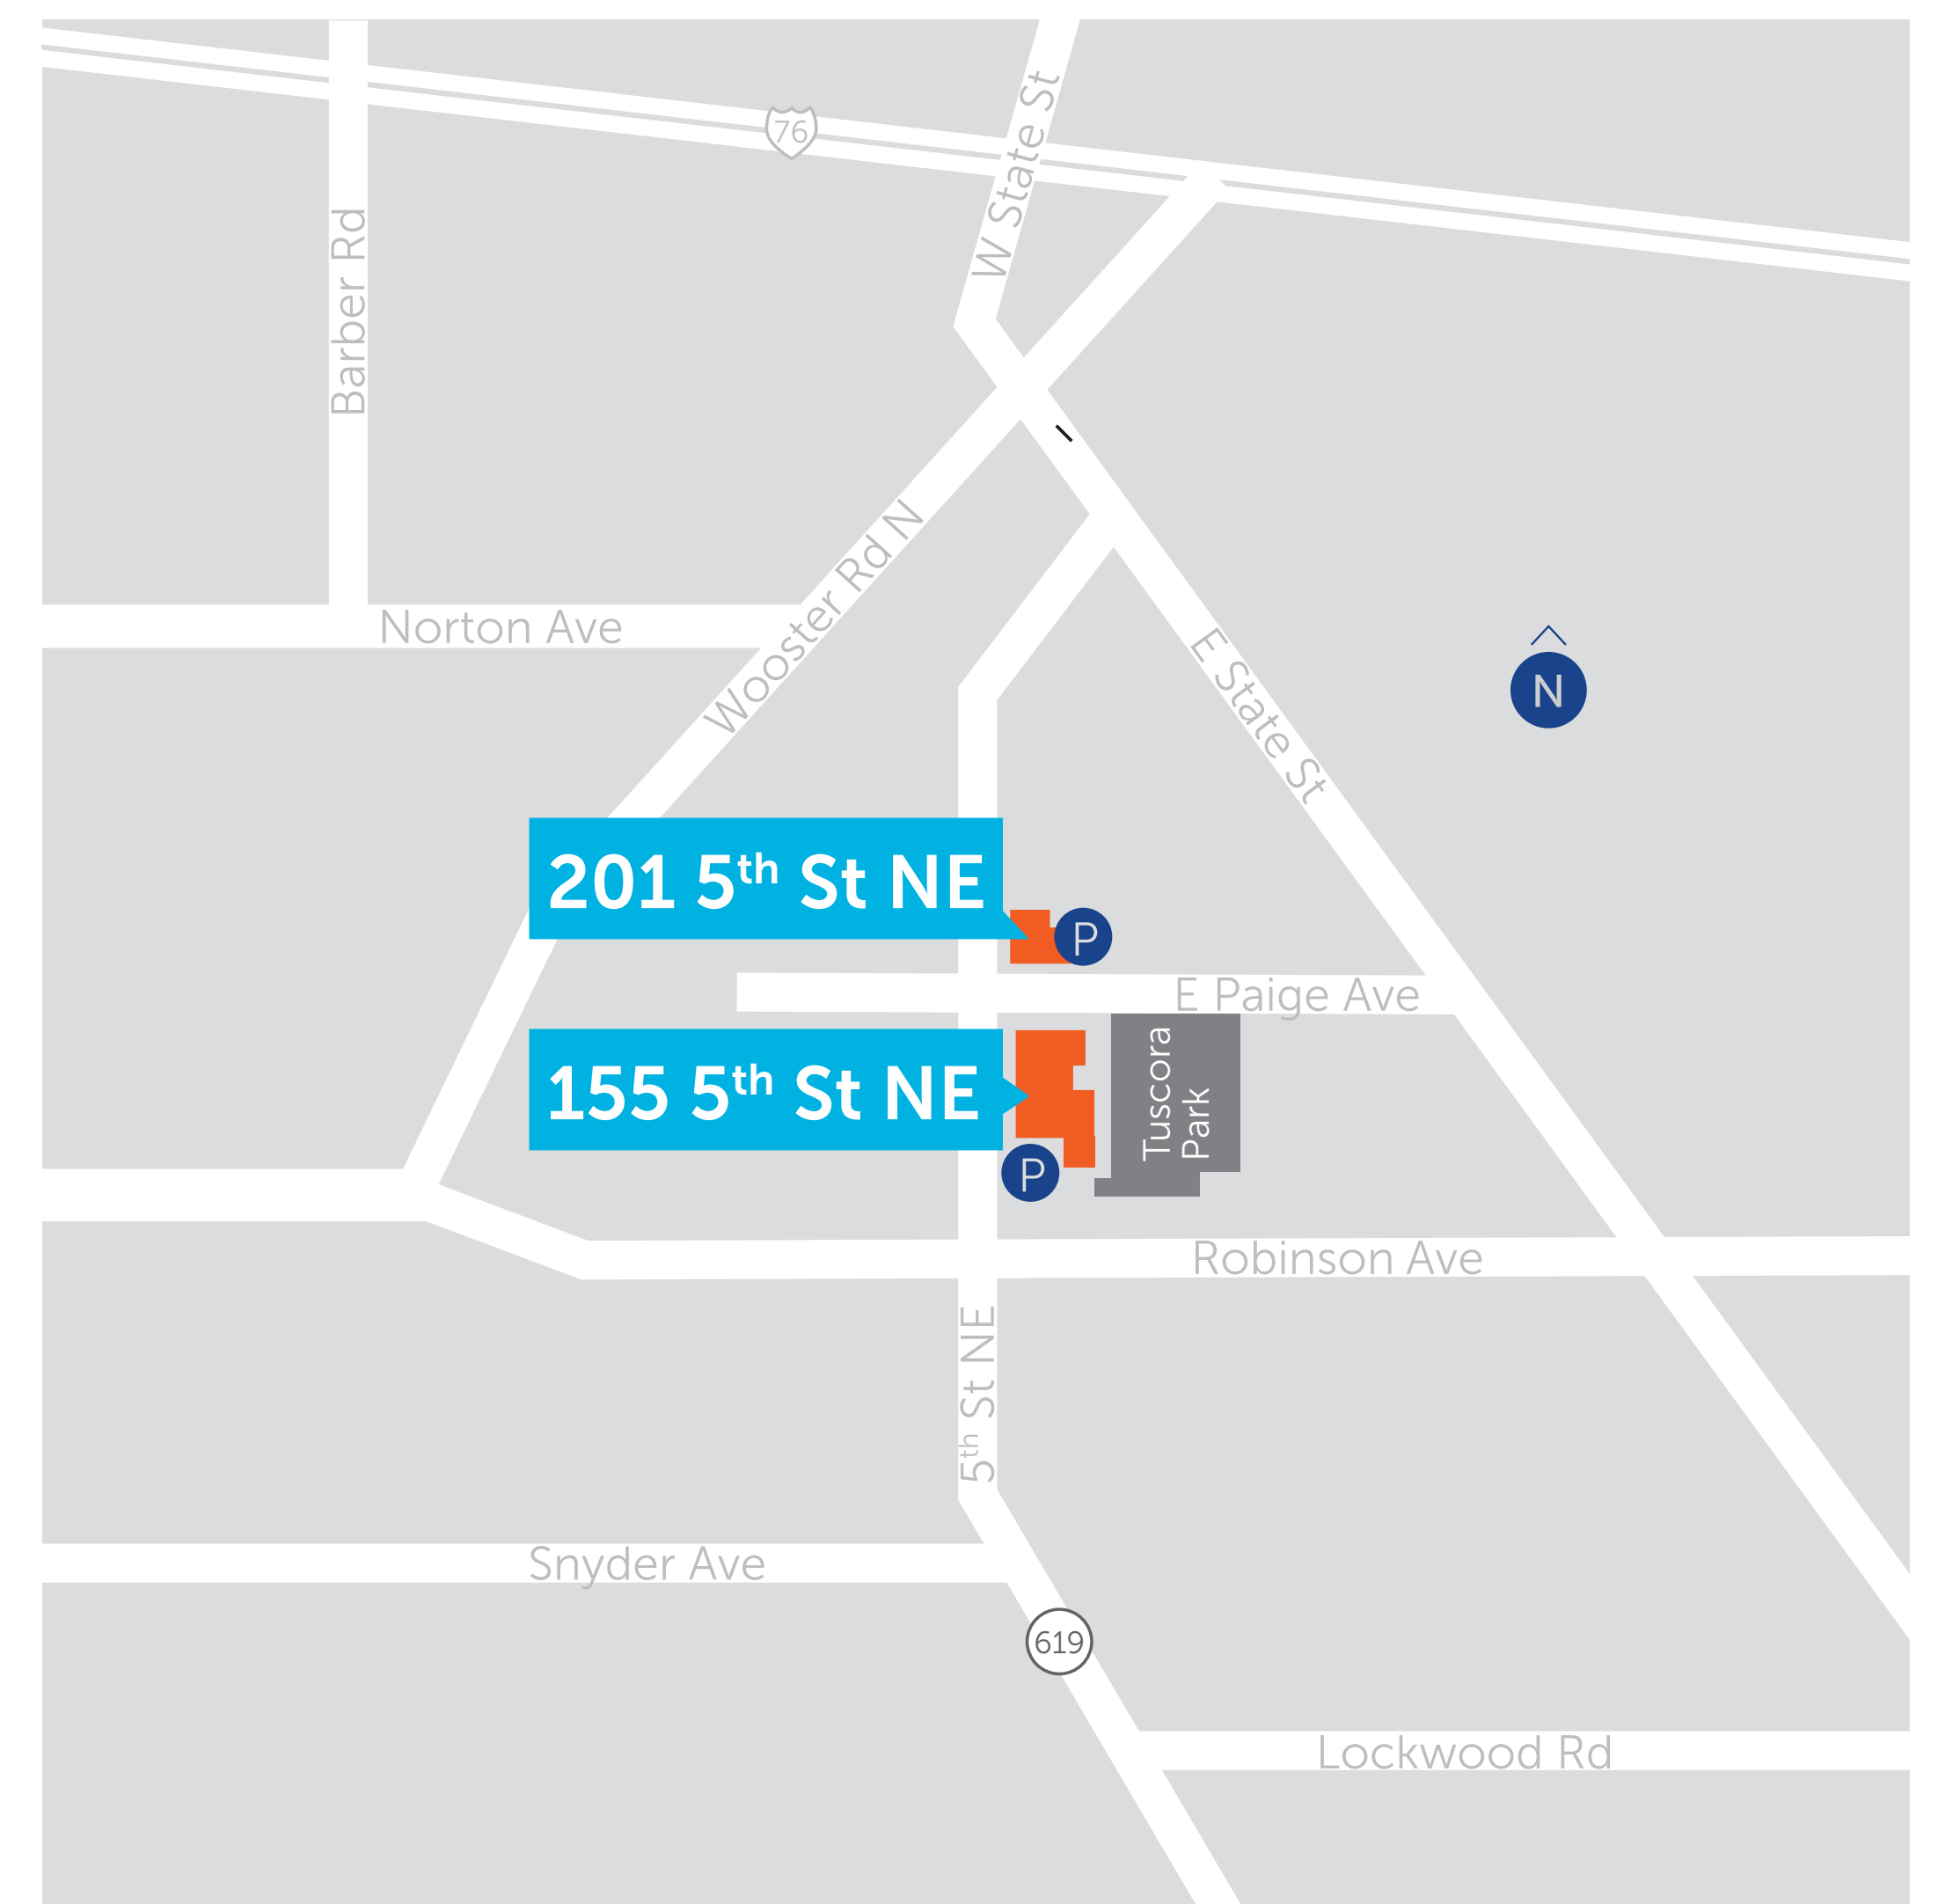 W State St
76
Barber Rd
Wooster Rd N
Norton Ave
E State St
N
201 5th St NE
P
E Paige Ave
155 5th St NE
Tuscora
Park
P
Robinson Ave
5th St NE
Snyder Ave
619
Lockwood Rd